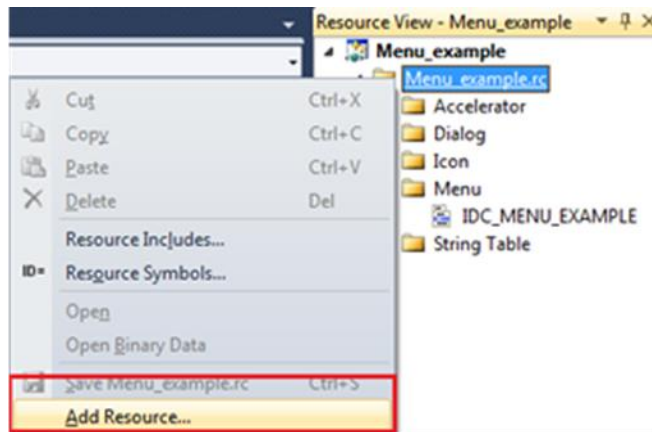 Resource View - Menu_example
Menu_example
Menu_example.rc
Accelerator
Dialog
Icon
Menu
IDC_MENU_EXAMPLE
String Table
Cut Ctrl+X
Copy Ctrl+C
Paste Ctrl+V
Delete Del
Resource Includes...
ID= Resource Symbols...
Open
Open Binary Data
Save Menu_example.rc Ctrl+S
Add Resource...